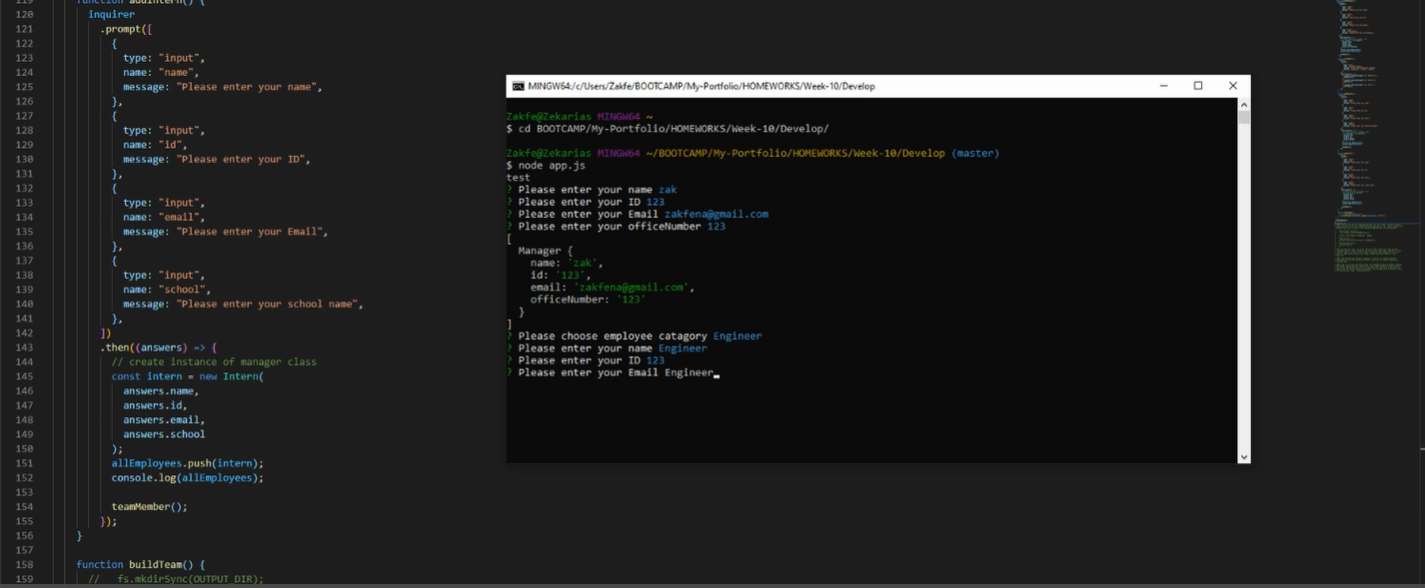 119 function addIntern() {
120 inquirer
121 .prompt([
122 {
123 type: "input",
124 name: "name",
125 message: "Please enter your name",
126 },
127 {
128 type: "input",
129 name: "id",
130 message: "Please enter your ID",
131 },
132 {
133 type: "input",
134 name: "email",
135 message: "Please enter your Email",
136 },
137 {
138 type: "input",
139 name: "school",
140 message: "Please enter your school name",
141 },
142 ])
143 .then((answers) => {
144 // create instance of manager class
145 const intern = new Intern(
146 answers.name,
147 answers.id,
148 answers.email,
149 answers.school
150 );
151 allEmployees.push(intern);
152 console.log(allEmployees);
153
154 teamMember();
155 });
156 }
157
158 function buildTeam() {
159 // fs.mkdirSync(OUTPUT_DIR);
MINGW64:/c/Users/Zakfe/BOOTCAMP/My-Portfolio/HOMEWORKS/Week-10/Develop
Zakfe@Zekarias MINGW64 ~
$ cd BOOTCAMP/My-Portfolio/HOMEWORKS/Week-10/Develop/
Zakfe@Zekarias MINGW64 ~/BOOTCAMP/My-Portfolio/HOMEWORKS/Week-10/Develop (master)
$ node app.js
test
? Please enter your name zak
? Please enter your ID 123
? Please enter your Email zakfena@gmail.com
? Please enter your officeNumber 123
[
Manager {
name: 'zak',
id: '123',
email: 'zakfena@gmail.com',
officeNumber: '123'
}
]
? Please choose employee catagory Engineer
? Please enter your name Engineer
? Please enter your ID 123
? Please enter your Email Engineer